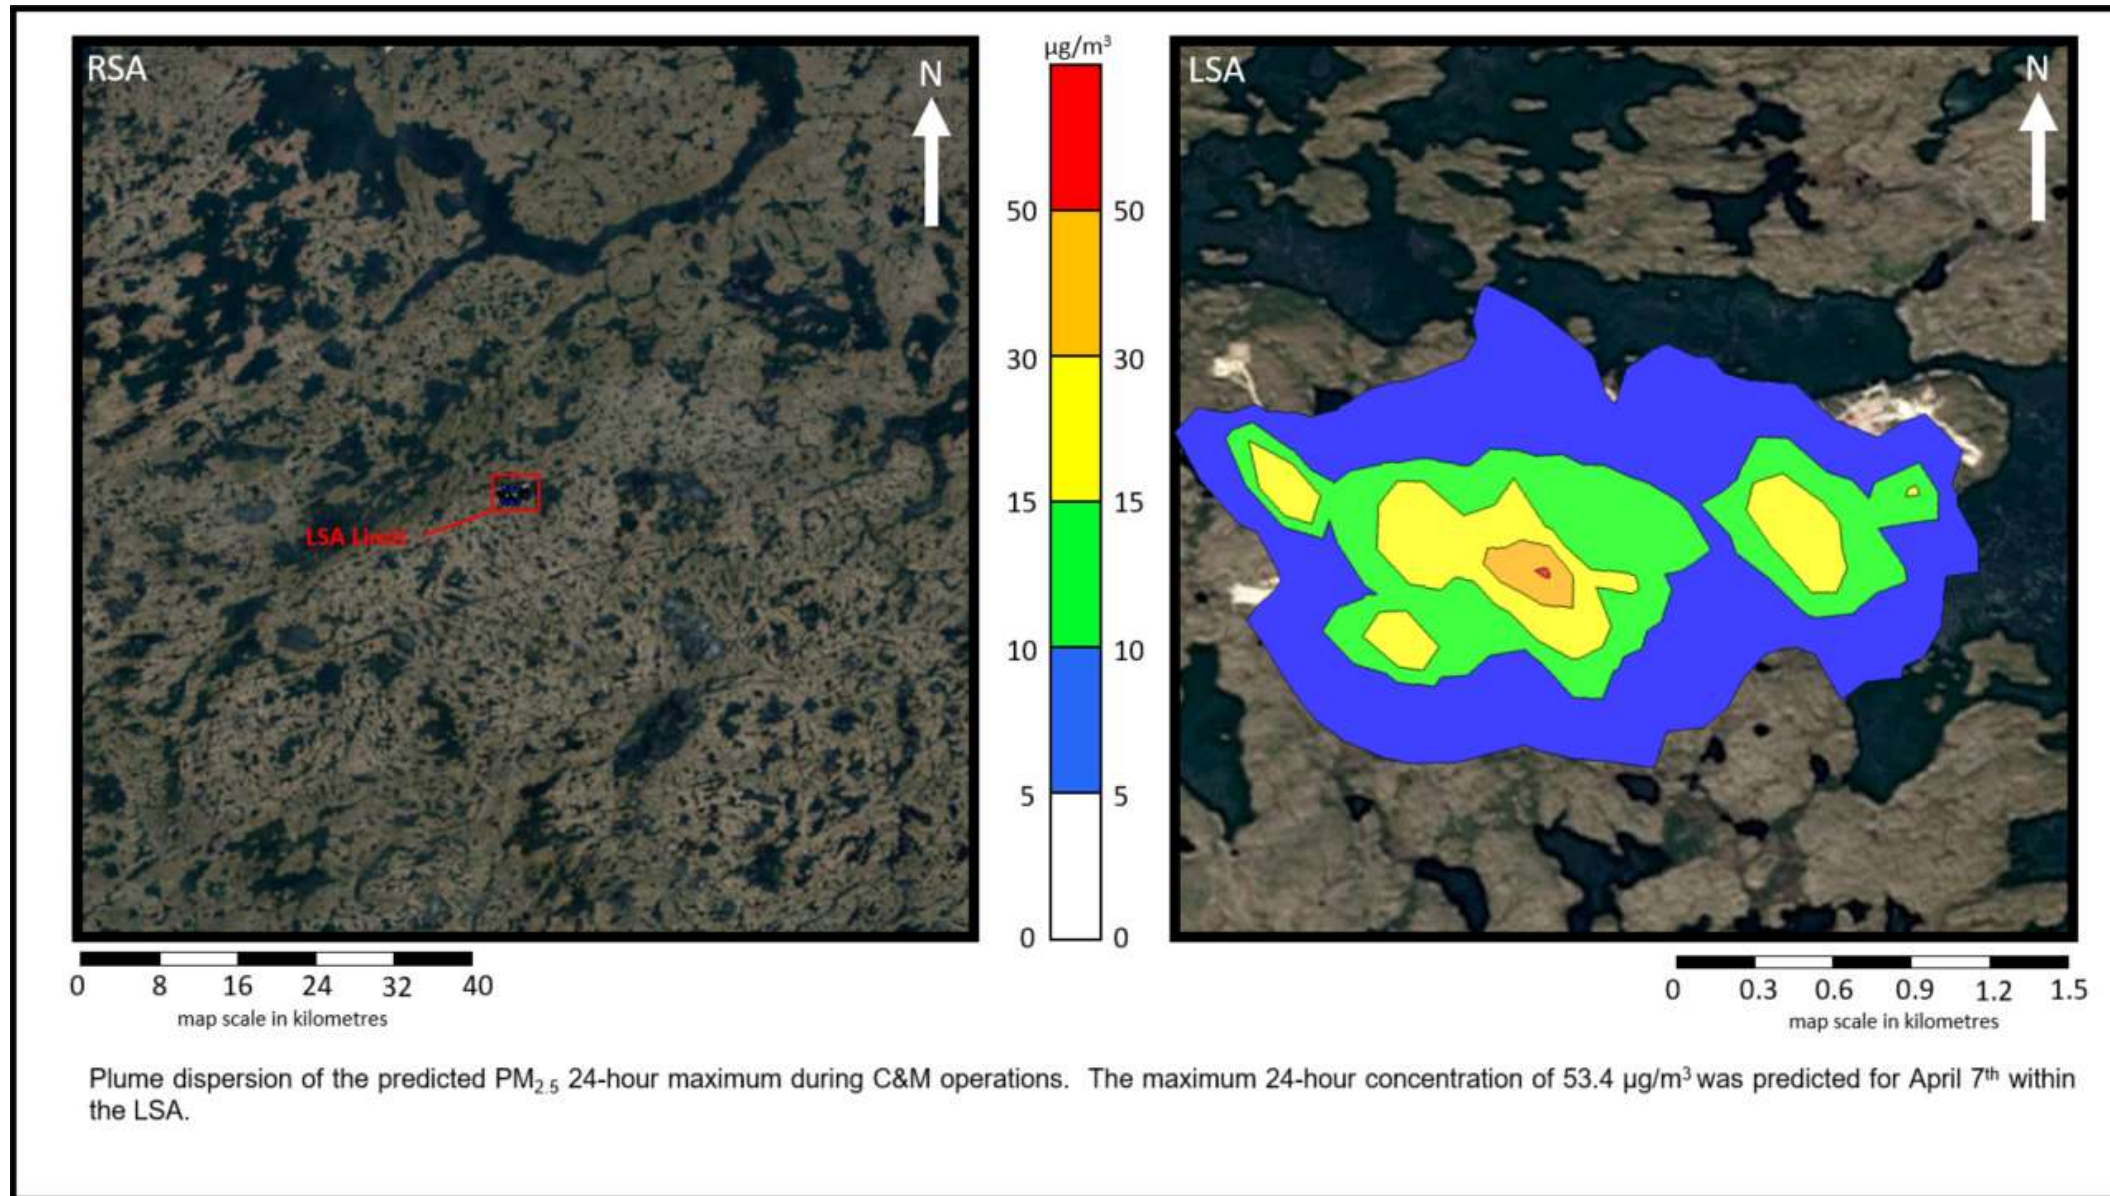 RSA
N
LSA Limit
0 8 16 24 32 40
map scale in kilometres
µg/m³
50 50
30 30
15 15
10 10
5 5
0 0
LSA
N
0 0.3 0.6 0.9 1.2 1.5
map scale in kilometres
Plume dispersion of the predicted PM₂.₅ 24-hour maximum during C&M operations. The maximum 24-hour concentration of 53.4 µg/m³ was predicted for April 7ᵗʰ within
the LSA.